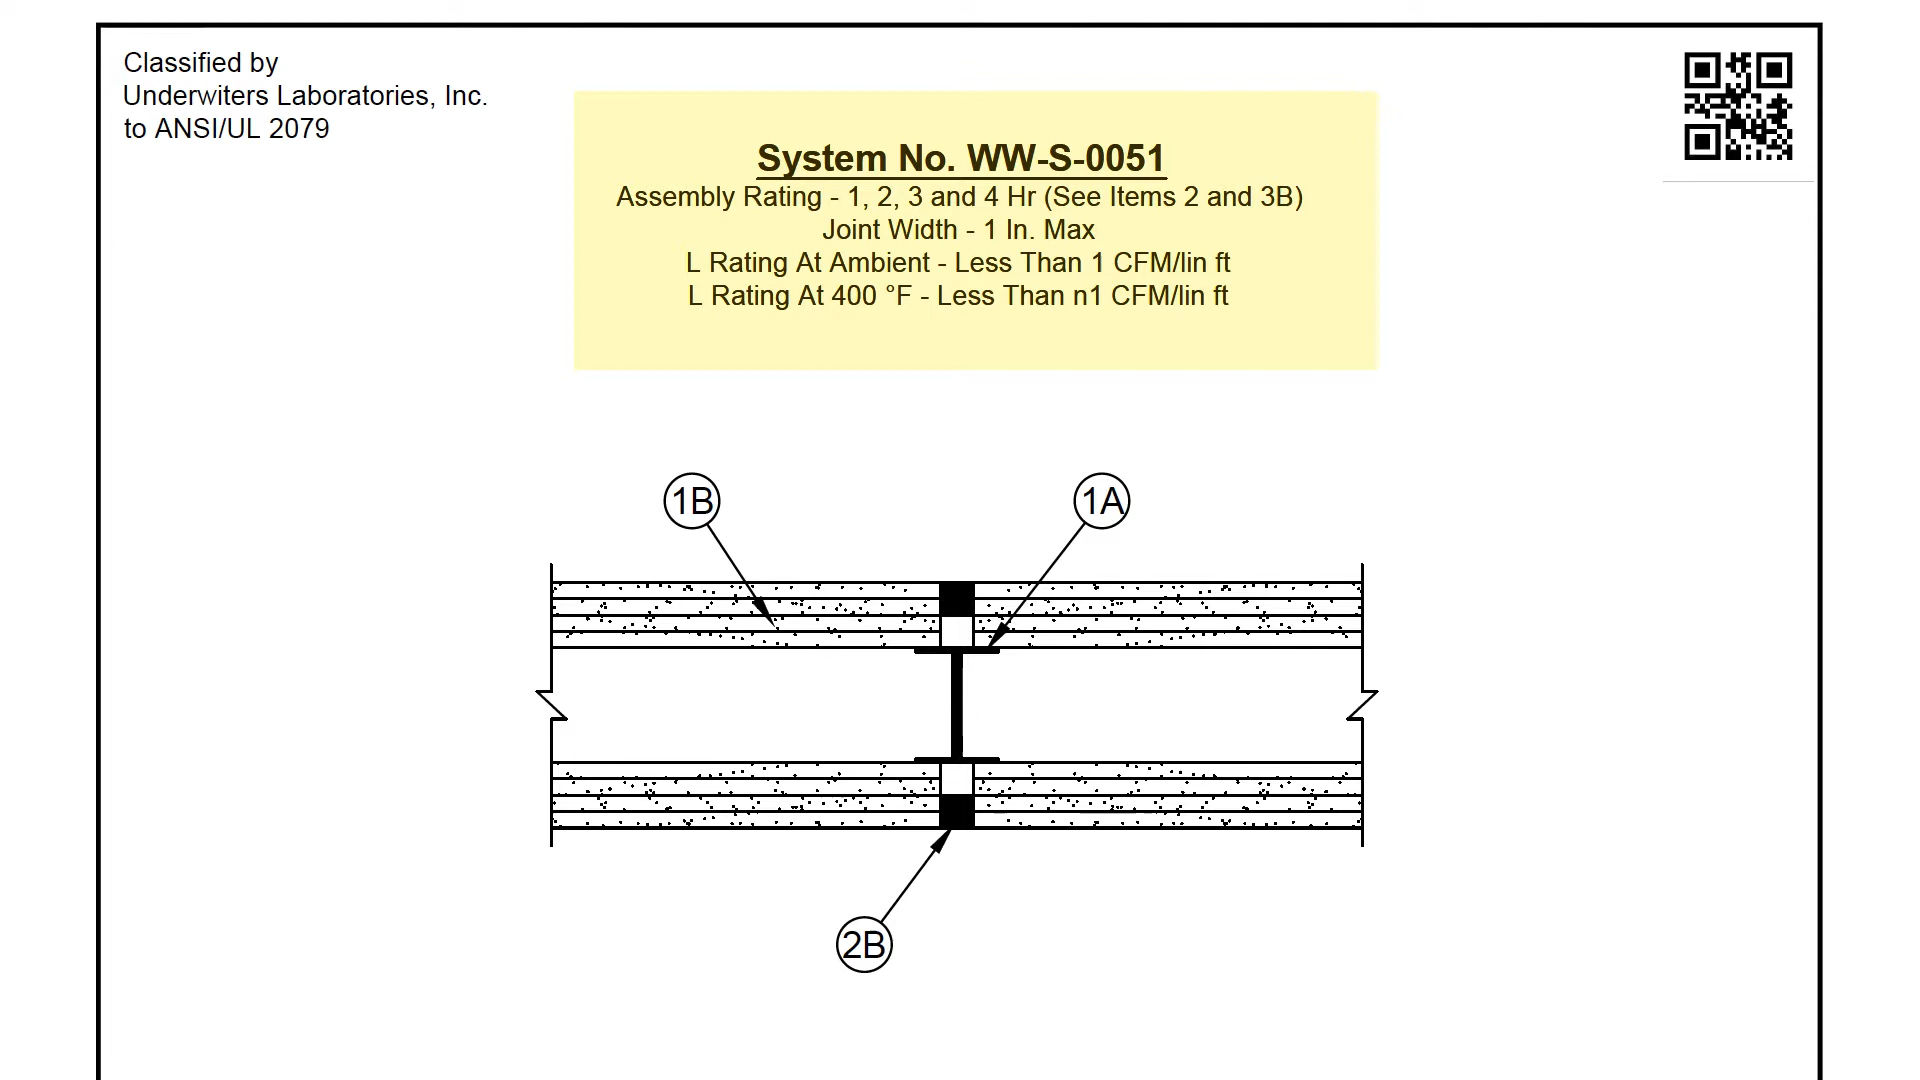 Classified by
Underwiters Laboratories, Inc.
to ANSI/UL 2079
System No. WW-S-0051
Assembly Rating - 1, 2, 3 and 4 Hr (See Items 2 and 3B)
Joint Width - 1 In. Max
L Rating At Ambient - Less Than 1 CFM/lin ft
L Rating At 400 °F - Less Than n1 CFM/lin ft
1B
1A
2B